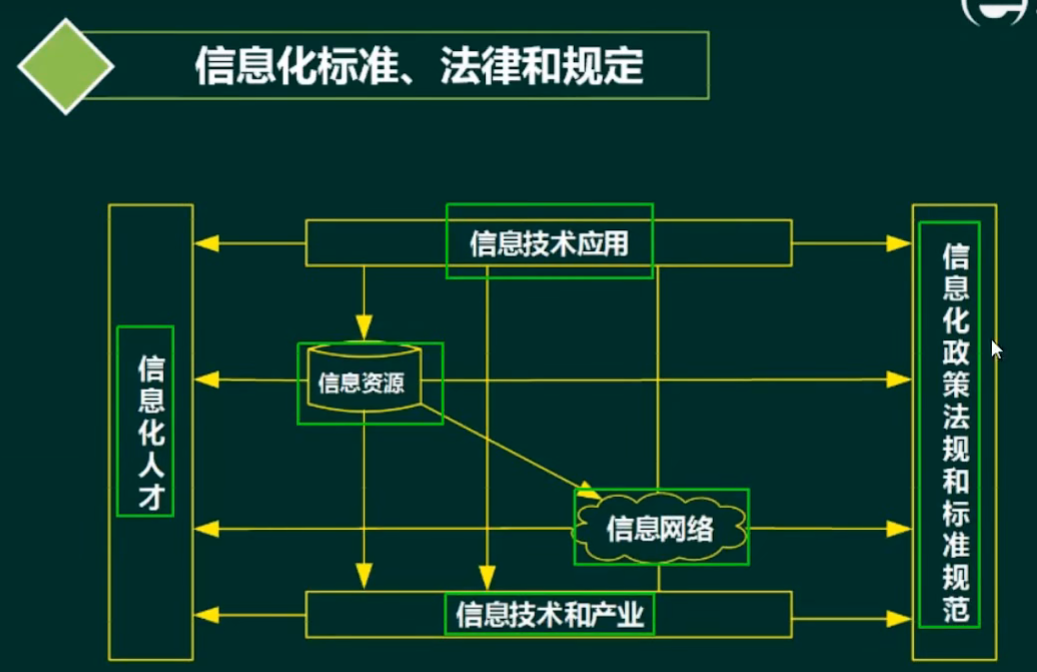 信息化标准、法律和规定
信息技术应用
信息化人才
信息资源
信息化政策法规和标准规范
信息网络
信息技术和产业